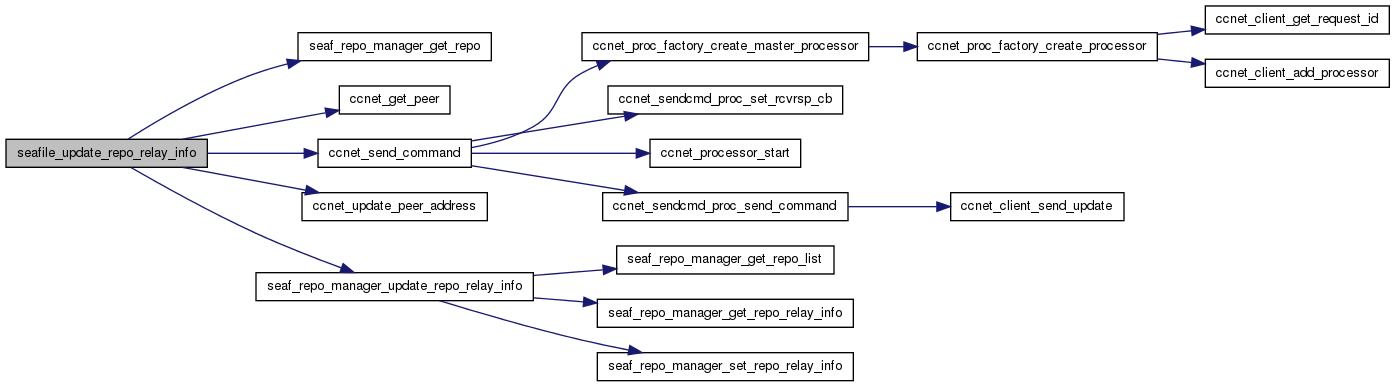 ccnet_client_get_request_id
seaf_repo_manager_get_repo
ccnet_proc_factory_create_master_processor
ccnet_proc_factory_create_processor
ccnet_client_add_processor
ccnet_get_peer
ccnet_sendcmd_proc_set_rcvrsp_cb
seafile_update_repo_relay_info
ccnet_send_command
ccnet_processor_start
ccnet_update_peer_address
ccnet_sendcmd_proc_send_command
ccnet_client_send_update
seaf_repo_manager_get_repo_list
seaf_repo_manager_update_repo_relay_info
seaf_repo_manager_get_repo_relay_info
seaf_repo_manager_set_repo_relay_info